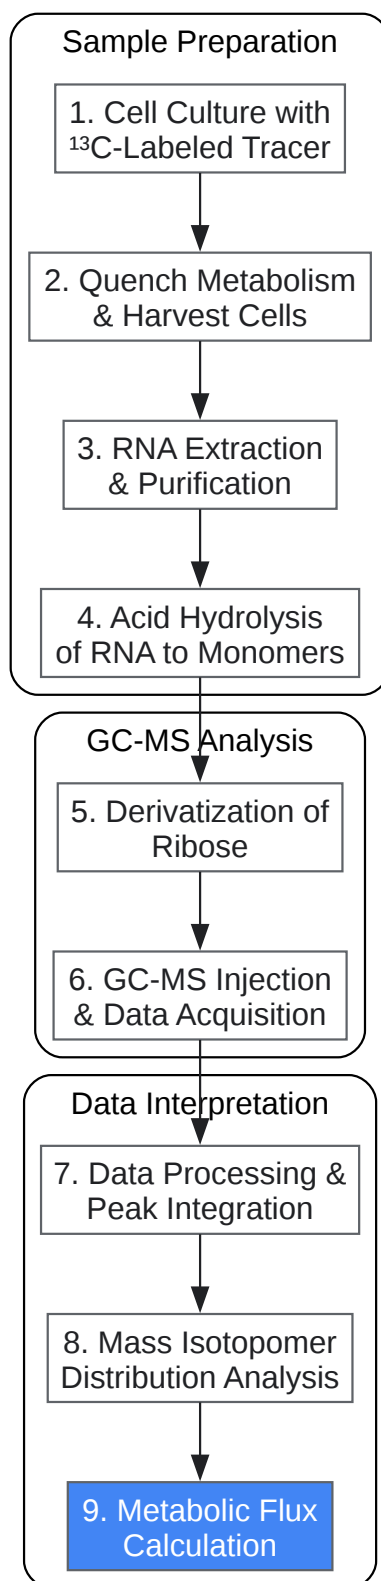 Sample Preparation
1. Cell Culture with
¹³C-Labeled Tracer
2. Quench Metabolism
& Harvest Cells
3. RNA Extraction
& Purification
4. Acid Hydrolysis
of RNA to Monomers
GC-MS Analysis
5. Derivatization of
Ribose
6. GC-MS Injection
& Data Acquisition
Data Interpretation
7. Data Processing &
Peak Integration
8. Mass Isotopomer
Distribution Analysis
9. Metabolic Flux
Calculation